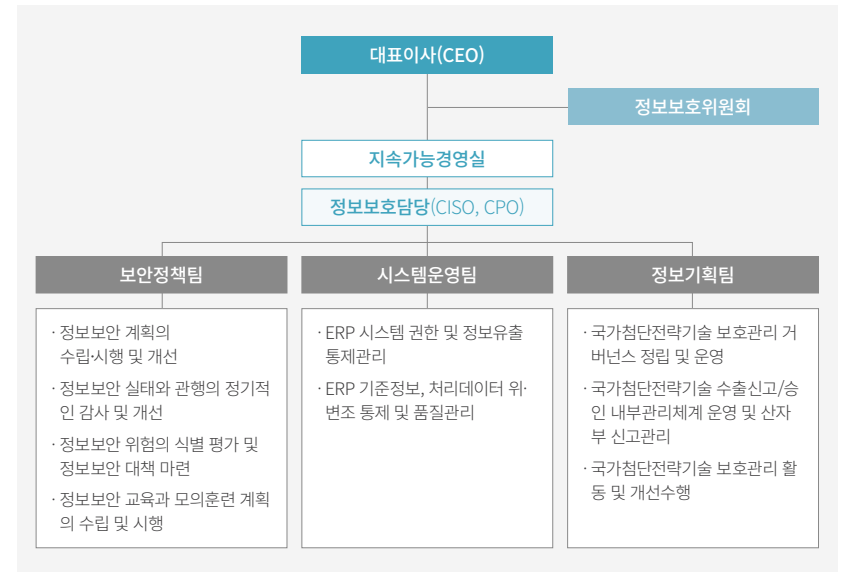 대표이사(CEO)
정보보호위원회
지속가능경영실
정보보호담당(CISO, CPO)
보안정책팀
· 정보보안 계획의
수립·시행 및 개선
· 정보보안 실태와 관행의 정기적
인 감사 및 개선
· 정보보안 위험의 식별 평가 및
정보보안 대책 마련
· 정보보안 교육과 모의훈련 계획
의 수립 및 시행
시스템운영팀
· ERP 시스템 권한 및 정보유출
통제관리
· ERP 기준정보, 처리데이터 위·
변조 통제 및 품질관리
정보기획팀
· 국가첨단전략기술 보호관리 거
버넌스 정립 및 운영
· 국가첨단전략기술 수출신고/승
인 내부관리체계 운영 및 산자
부 신고관리
· 국가첨단전략기술 보호관리 활
동 및 개선수행